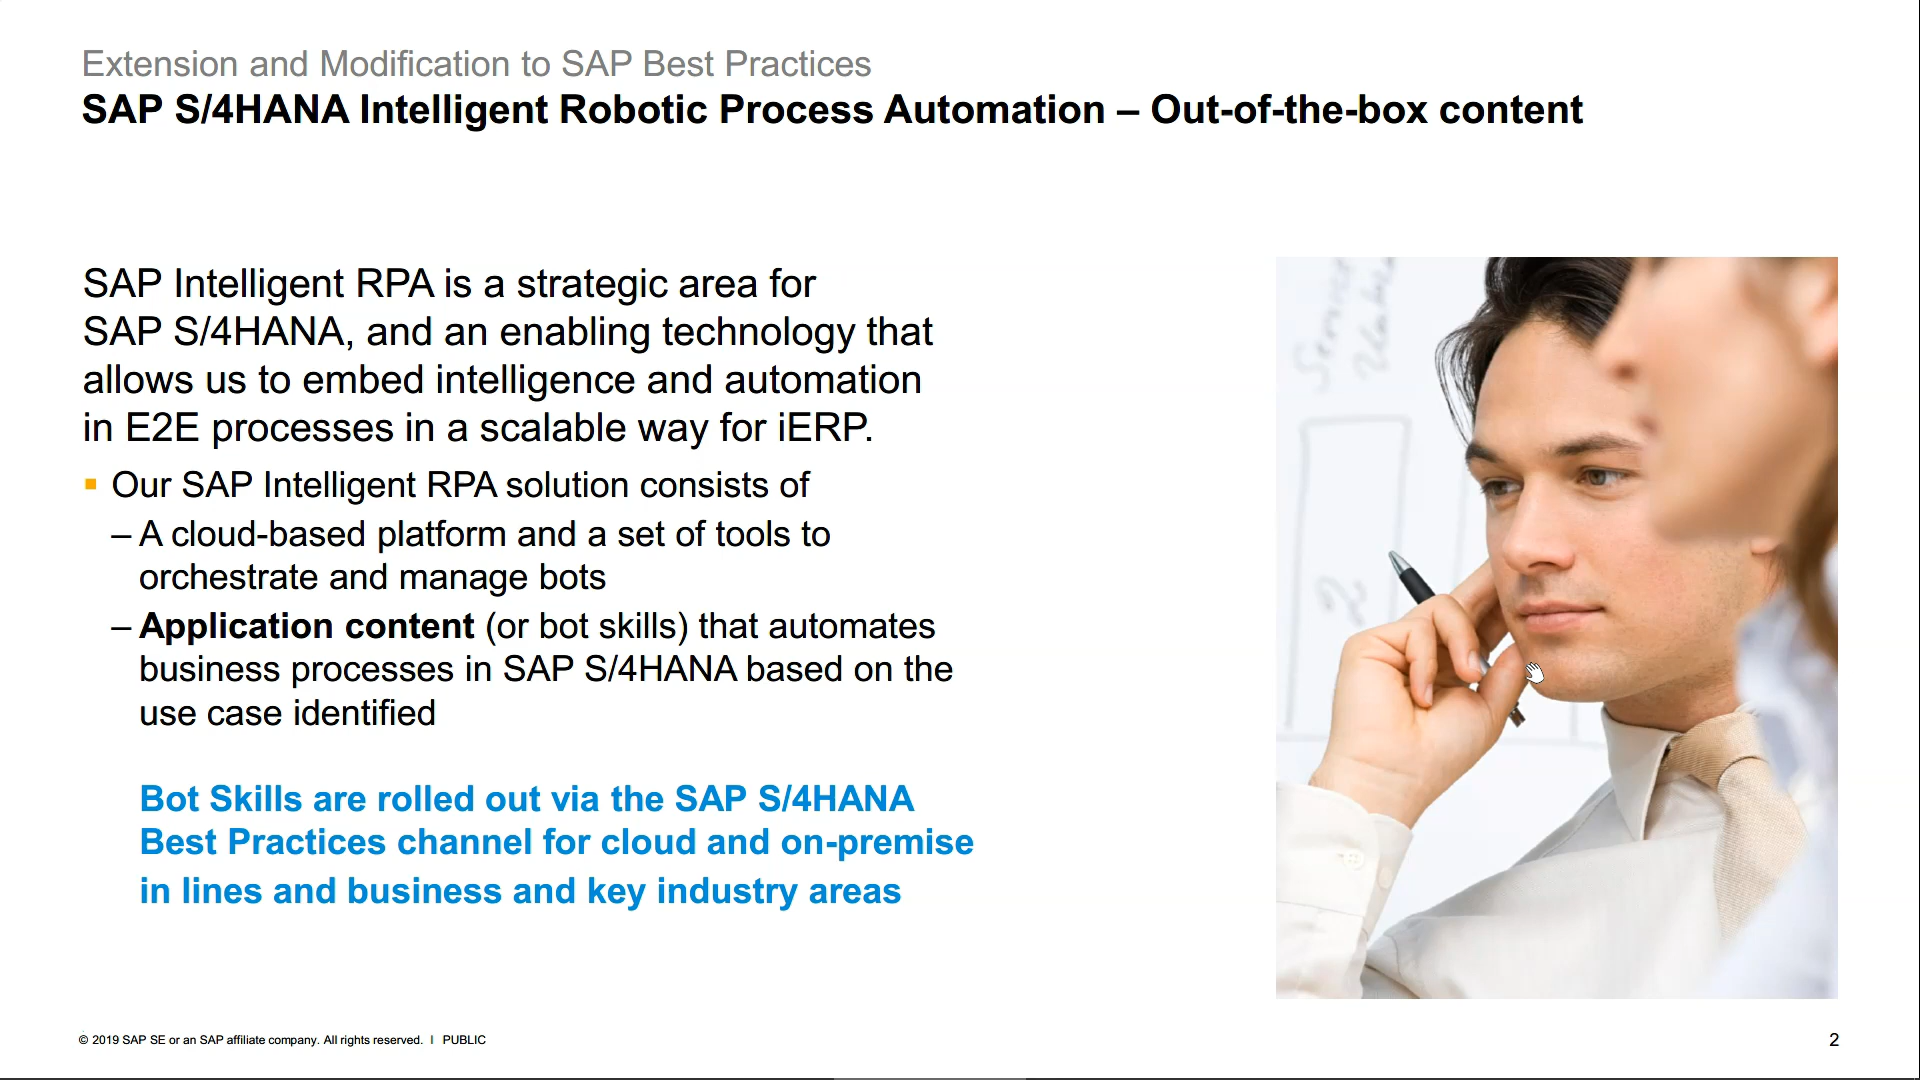 Extension and Modification to SAP Best Practices
SAP S/4HANA Intelligent Robotic Process Automation – Out-of-the-box content
SAP Intelligent RPA is a strategic area for
SAP S/4HANA, and an enabling technology that
allows us to embed intelligence and automation
in E2E processes in a scalable way for iERP.
▪ Our SAP Intelligent RPA solution consists of
– A cloud-based platform and a set of tools to
orchestrate and manage bots
– Application content (or bot skills) that automates
business processes in SAP S/4HANA based on the
use case identified
Bot Skills are rolled out via the SAP S/4HANA
Best Practices channel for cloud and on-premise
in lines and business and key industry areas
2
© 2019 SAP SE or an SAP affiliate company. All rights reserved. ǀ PUBLIC
2